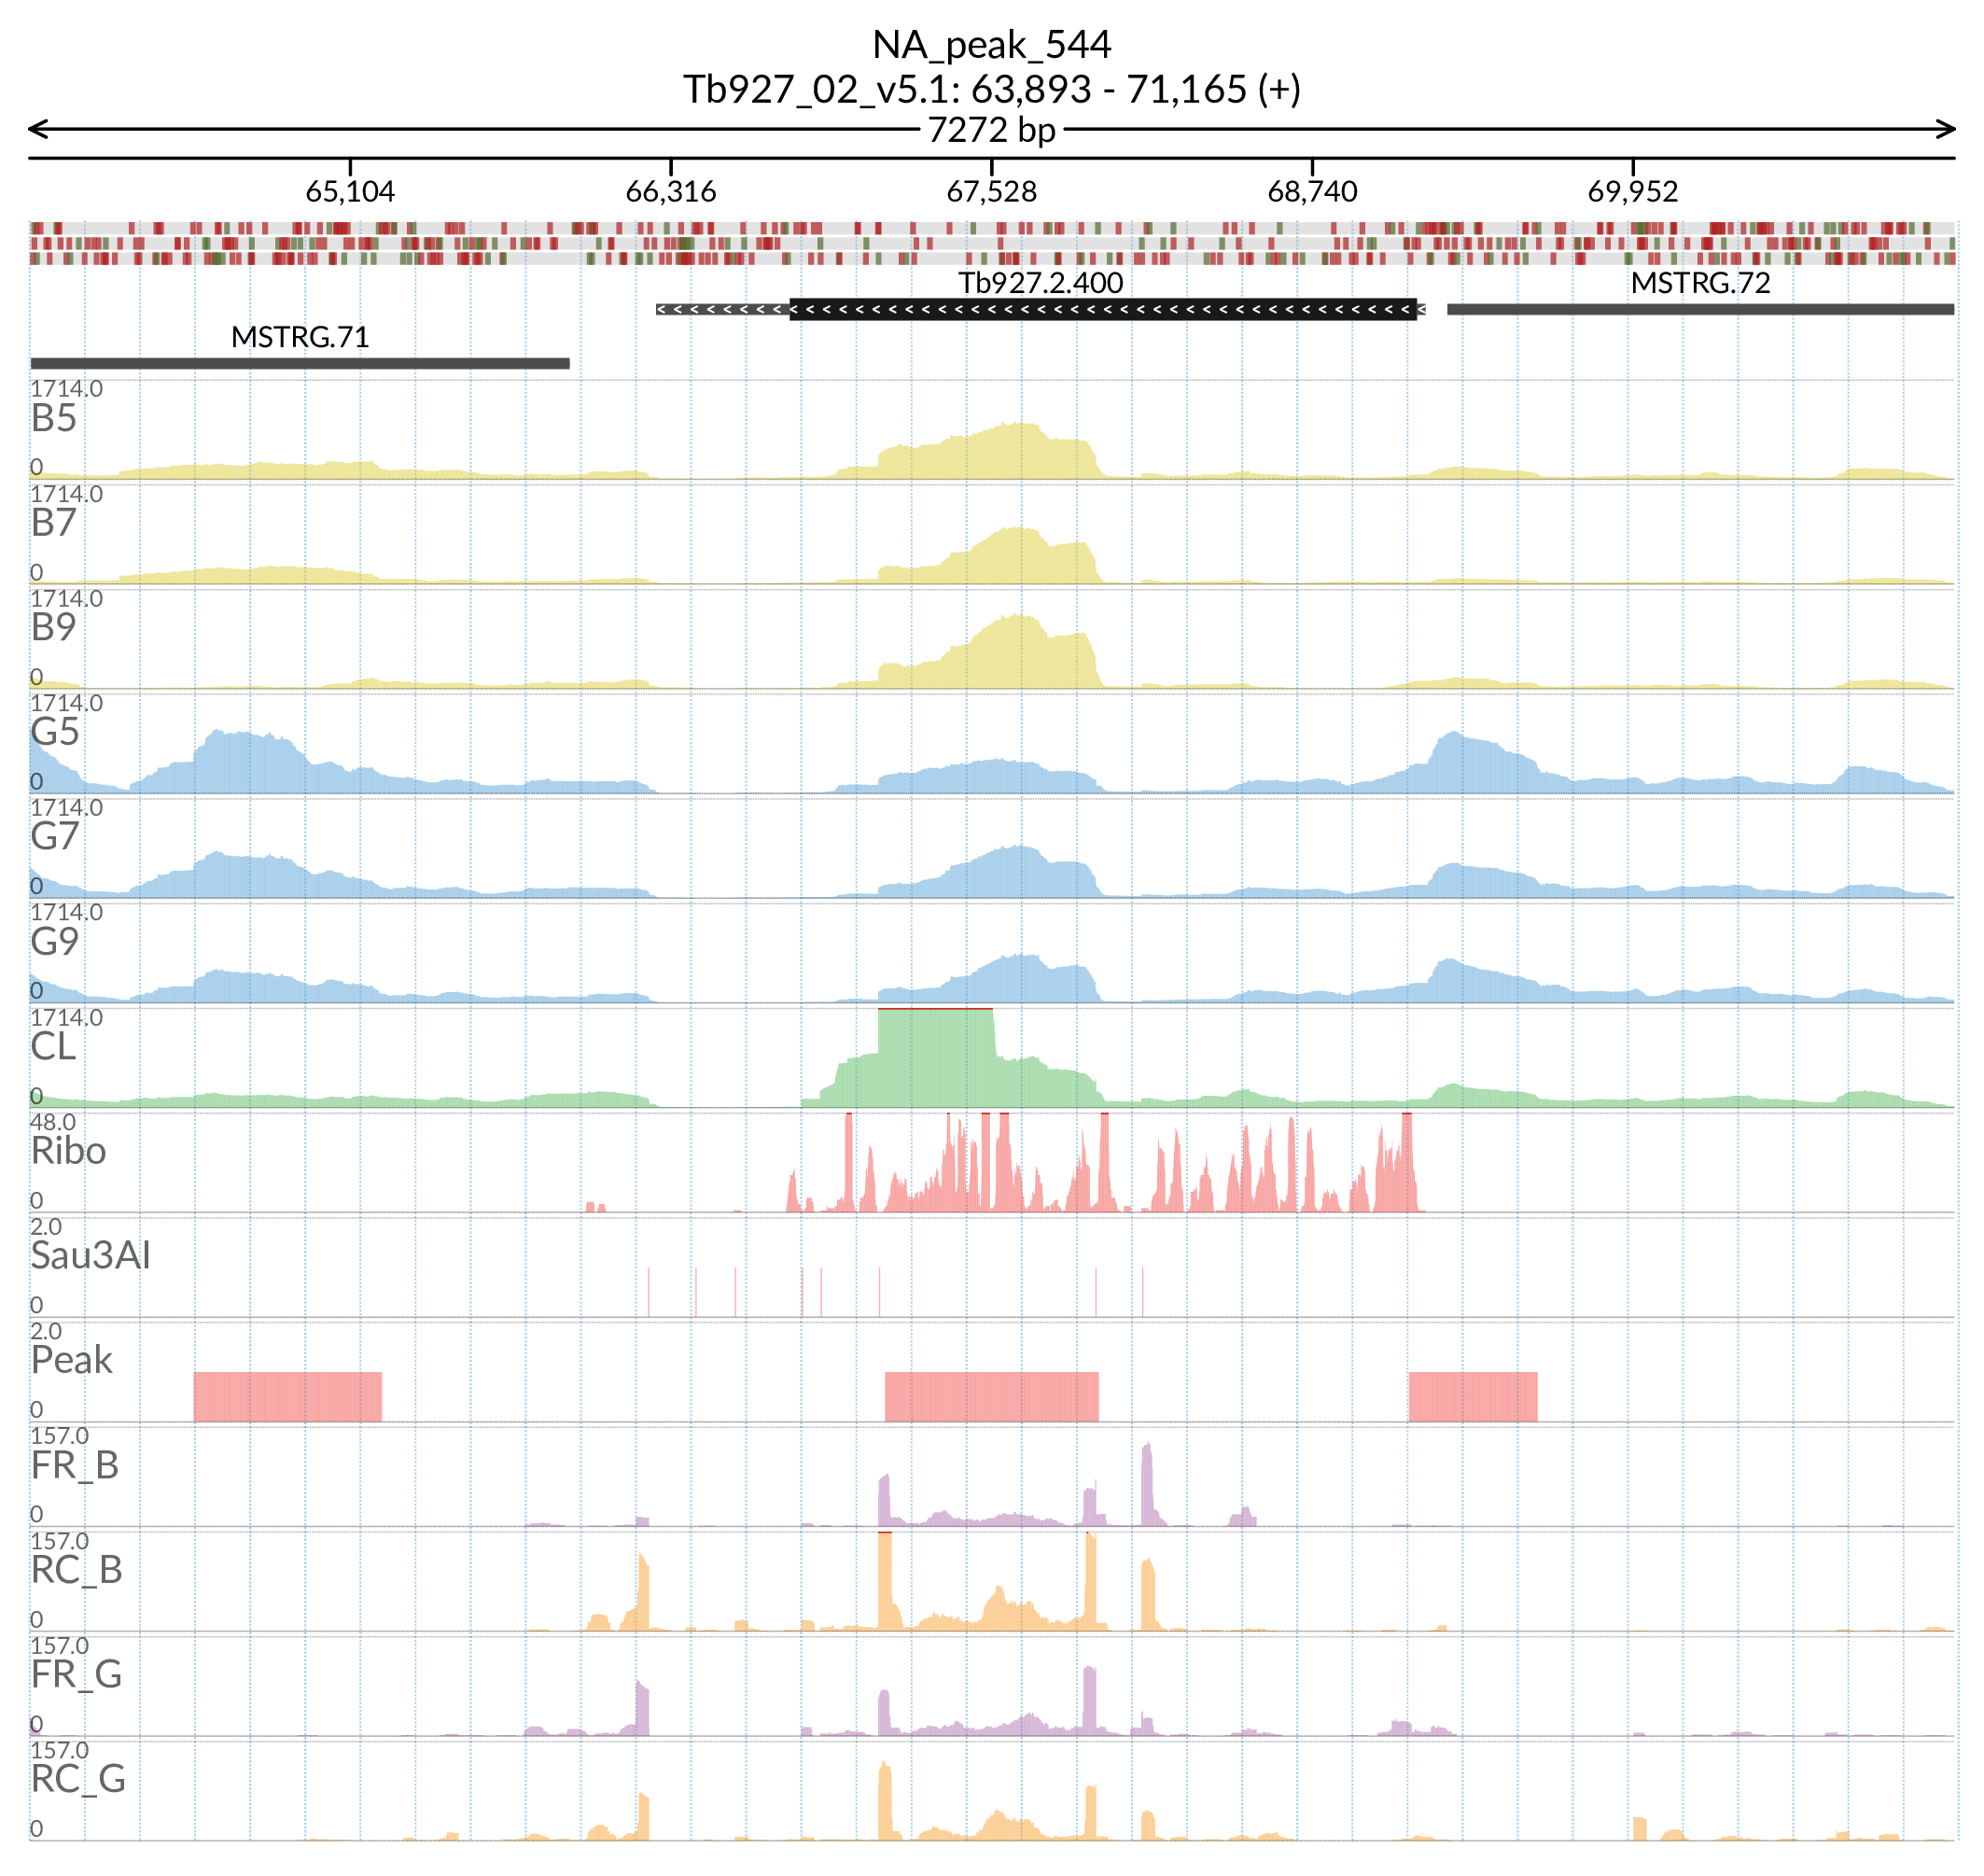 NA_peak_544
Tb927_02_v5.1: 63,893 - 71,165 (+)
7272 bp
65,104 66,316 67,528 68,740 69,952
Tb927.2.400 MSTRG.72
MSTRG.71
1714.0
B5
0
1714.0
B7
0
1714.0
B9
0
1714.0
G5
0
1714.0
G7
0
1714.0
G9
0
1714.0
CL
0
48.0
Ribo
0
2.0
Sau3AI
0
2.0
Peak
0
157.0
FR_B
0
157.0
RC_B
0
157.0
FR_G
0
157.0
RC_G
0